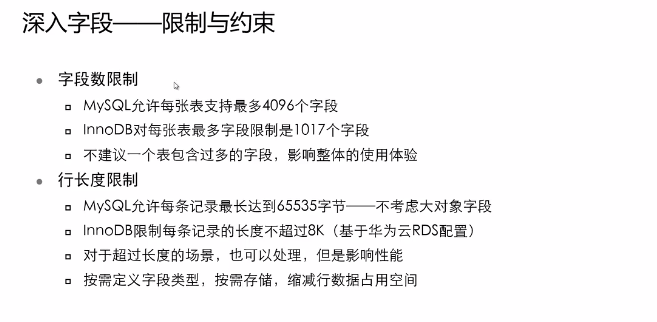 深入字段——限制与约束
字段数限制
MySQL允许每张表支持最多4096个字段
InnoDB对每张表最多字段限制是1017个字段
不建议一个表包含过多的字段，影响整体的使用体验
行长度限制
MySQL允许每条记录最长达到65535字节——不考虑大对象字段
InnoDB限制每条记录的长度不超过8K（基于华为云RDS配置）
对于超过长度的场景，也可以处理，但是影响性能
按需定义字段类型，按需存储，缩减行数据占用空间